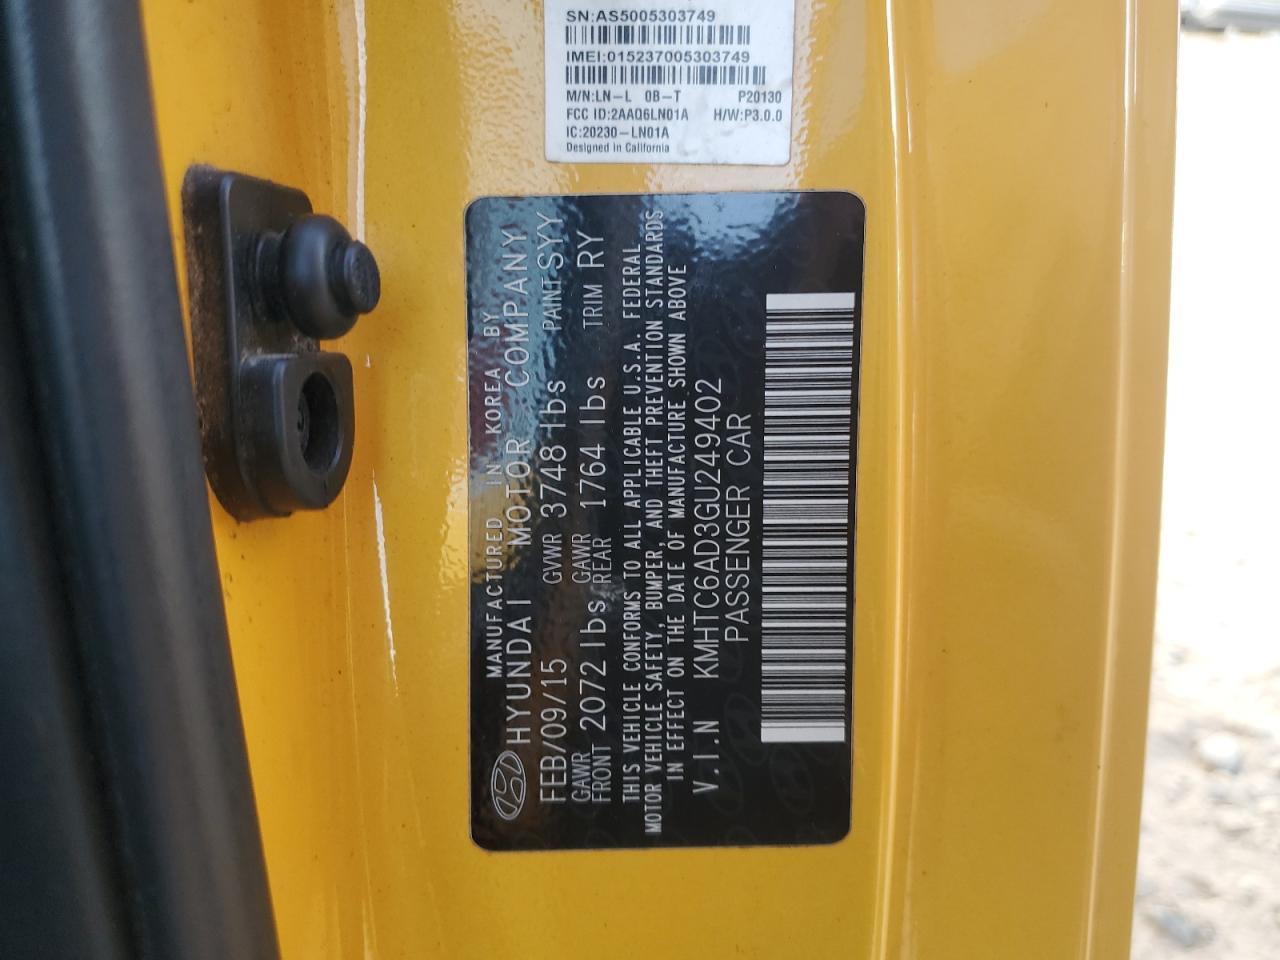 SN:AS5005303749
IMEI:015237005303749
M/N:LN-L 0B-T P20130
FCC ID:2AAQ6LN01A H/W:P3.0.0
IC:20230-LN01A
Designed in California
MANUFACTURED IN KOREA BY
HYUNDAI MOTOR COMPANY
FEB/09/15 GVWR 3748 lbs PAINT SYY
GAWR FRONT 2072 lbs GAWR REAR 1764 lbs TRIM RY
THIS VEHICLE CONFORMS TO ALL APPLICABLE U.S.A. FEDERAL
MOTOR VEHICLE SAFETY, BUMPER, AND THEFT PREVENTION STANDARDS
IN EFFECT ON THE DATE OF MANUFACTURE SHOWN ABOVE
V.I.N KMHTC6AD3GU249402
PASSENGER CAR